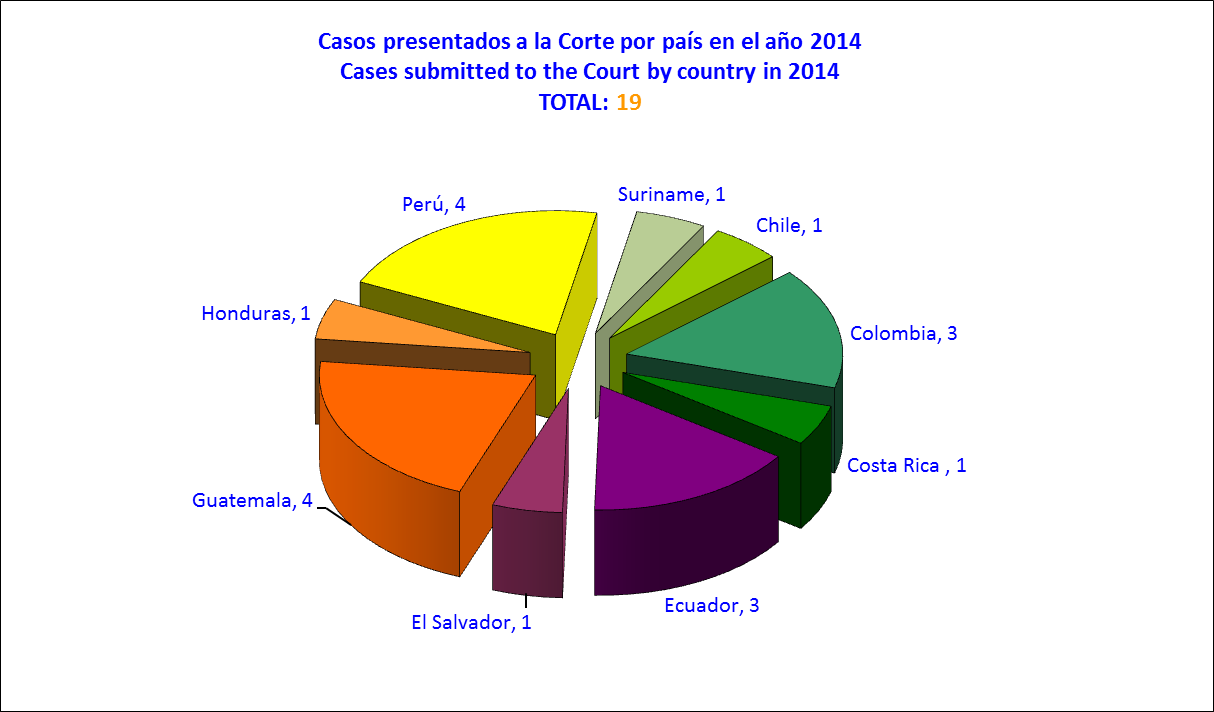 Casos presentados a la Corte por país en el año 2014
Cases submitted to the Court by country in 2014
TOTAL: 19
Suriname, 1
Perú, 4
Chile, 1
Honduras, 1
Colombia, 3
Costa Rica , 1
Guatemala, 4
Ecuador, 3
El Salvador, 1